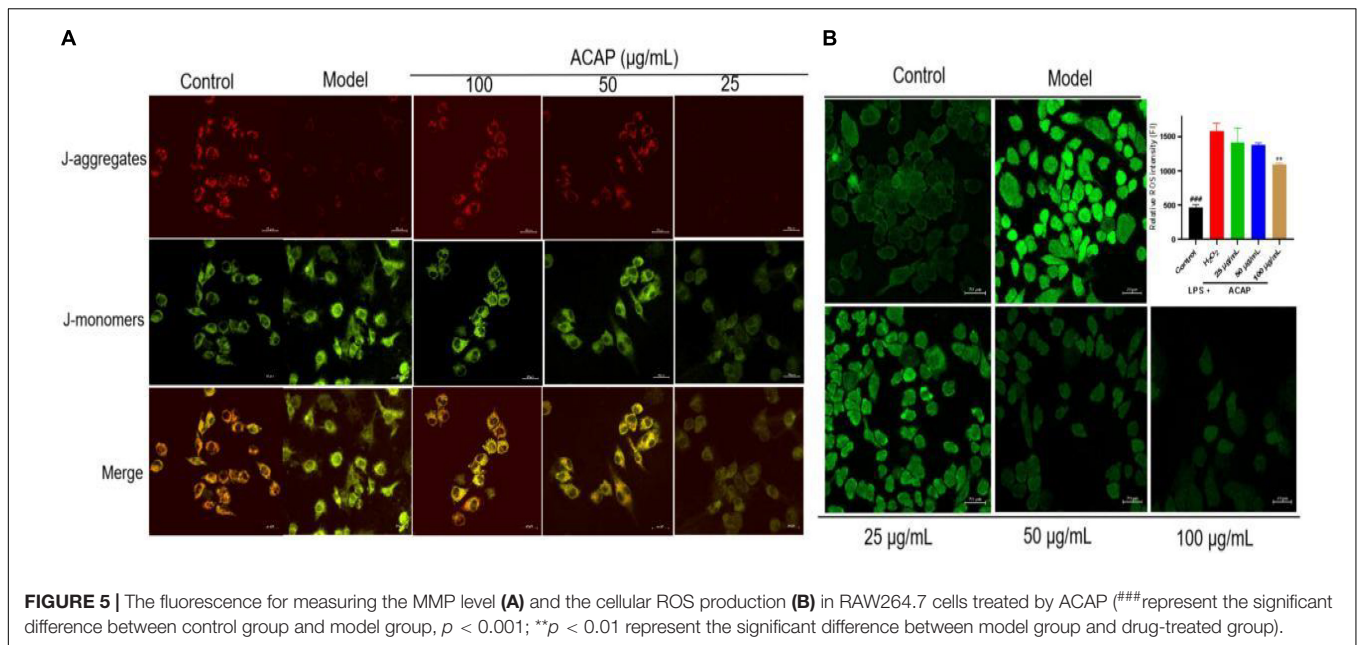 A
B
ACAP (µg/mL)
Control Model 100 50 25
J-aggregates
J-monomers
Merge
Control Model
Relative ROS intensity (FI)
1500
1000
500
0
###
**
Control H₂O₂ 25 µg/mL 50 µg/mL 100 µg/mL
LPS + ACAP
25 µg/mL 50 µg/mL 100 µg/mL
FIGURE 5 | The fluorescence for measuring the MMP level (A) and the cellular ROS production (B) in RAW264.7 cells treated by ACAP (###represent the significant
difference between control group and model group, p < 0.001; **p < 0.01 represent the significant difference between model group and drug-treated group).